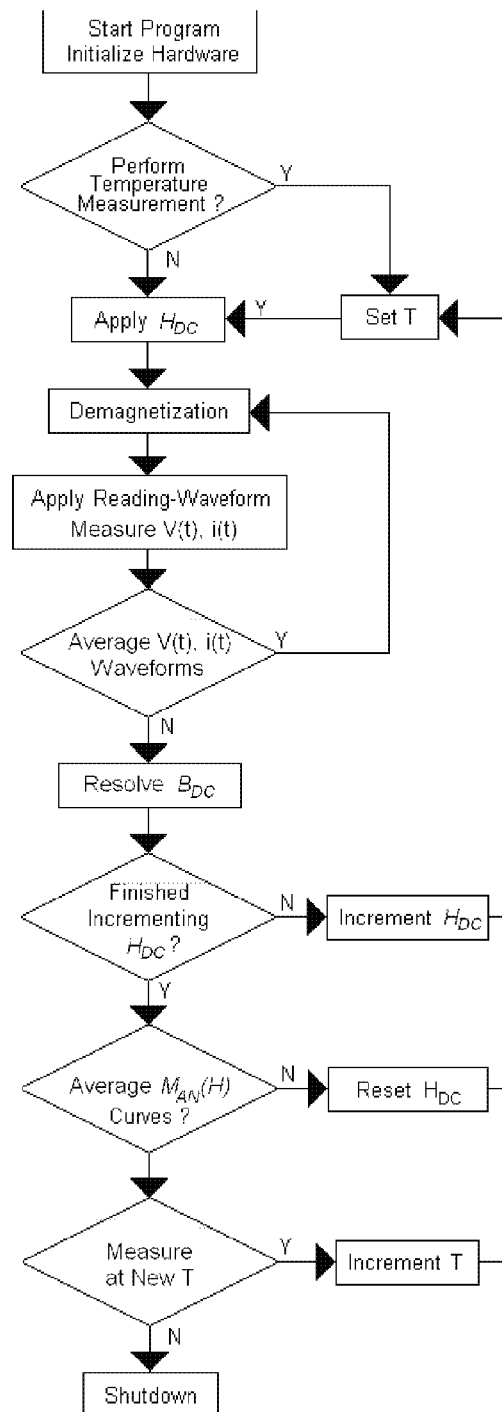 Start Program
Initialize Hardware
Perform
Temperature
Measurement ?
Y
N
Apply H_DC
Y
Set T
Demagnetization
Apply Reading-Waveform
Measure V(t), i(t)
Average V(t), i(t)
Waveforms
Y
N
Resolve B_DC
Finished
Incrementing
H_DC ?
N
Increment H_DC
Y
Average M_AN(H)
Curves ?
N
Reset H_DC
Measure
at New T
Y
Increment T
N
Shutdown